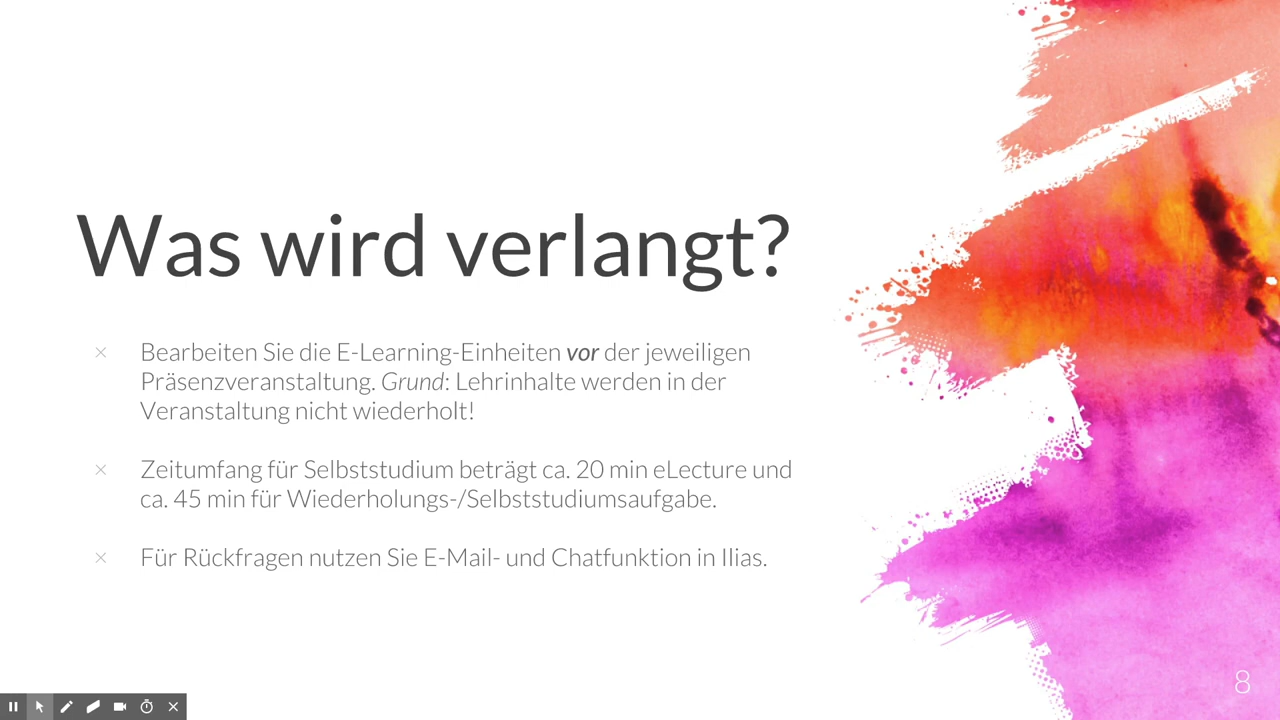 Was wird verlangt?
× Bearbeiten Sie die E-Learning-Einheiten vor der jeweiligen
Präsenzveranstaltung. Grund: Lehrinhalte werden in der
Veranstaltung nicht wiederholt!
× Zeitumfang für Selbststudium beträgt ca. 20 min eLecture und
ca. 45 min für Wiederholungs-/Selbststudiumsaufgabe.
× Für Rückfragen nutzen Sie E-Mail- und Chatfunktion in Ilias.
8